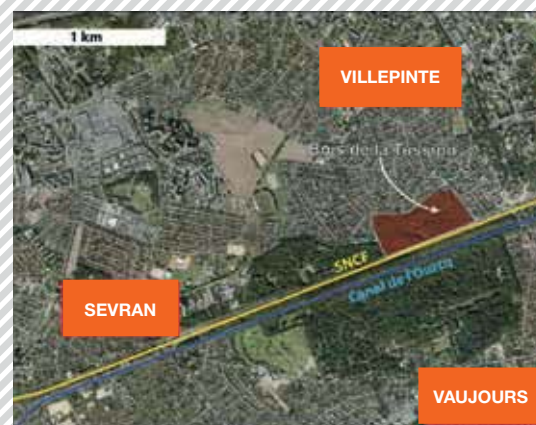 1 km
VILLEPINTE
Bois de la Tussion
SNCF
Canal de l'Ourcq
SEVRAN
VAUJOURS